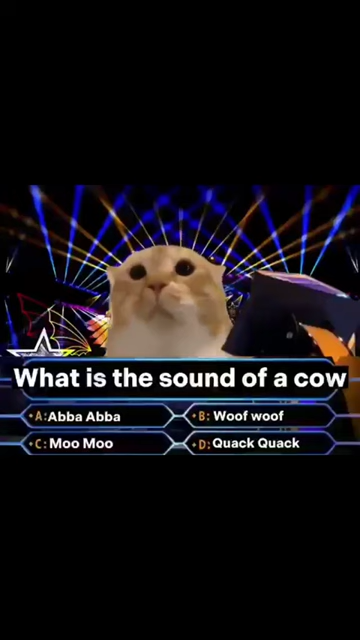 What is the sound of a cow
A: Abba Abba
B: Woof woof
C: Moo Moo
D: Quack Quack